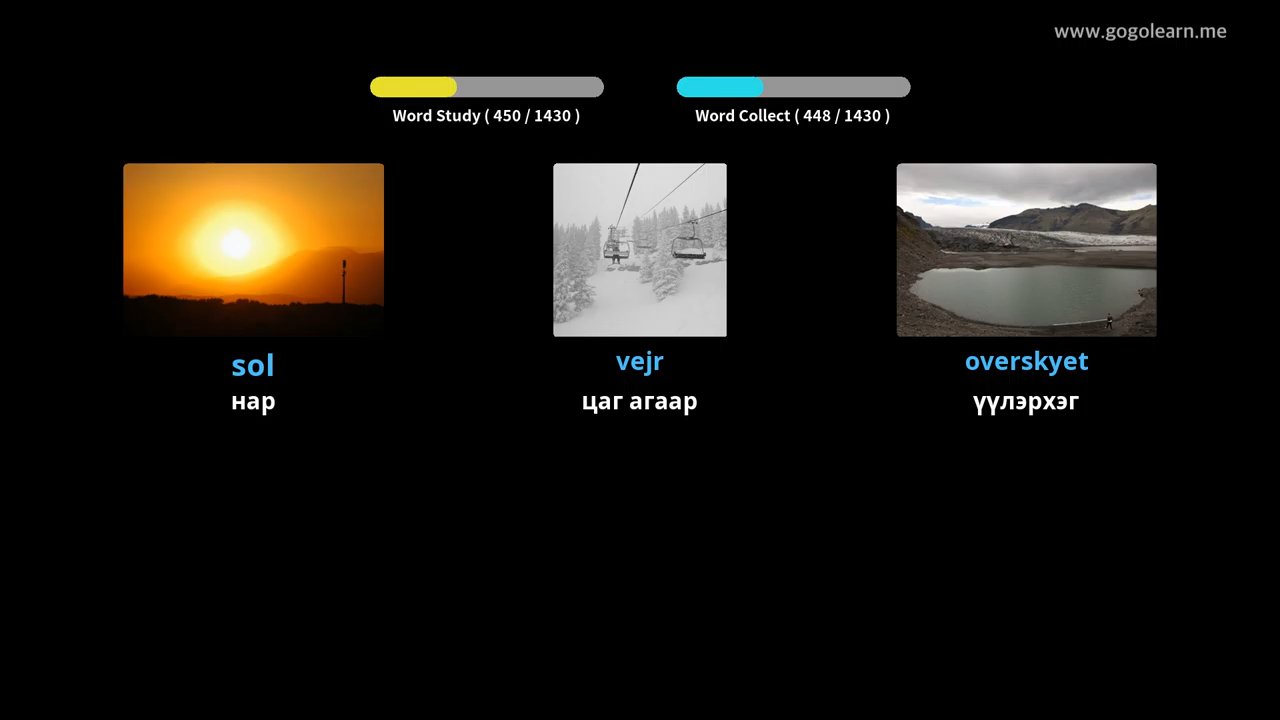 www.gogolearn.me
Word Study ( 450 / 1430 )
Word Collect ( 448 / 1430 )
sol
нар
vejr
цаг агаар
overskyet
үүлэрхэг